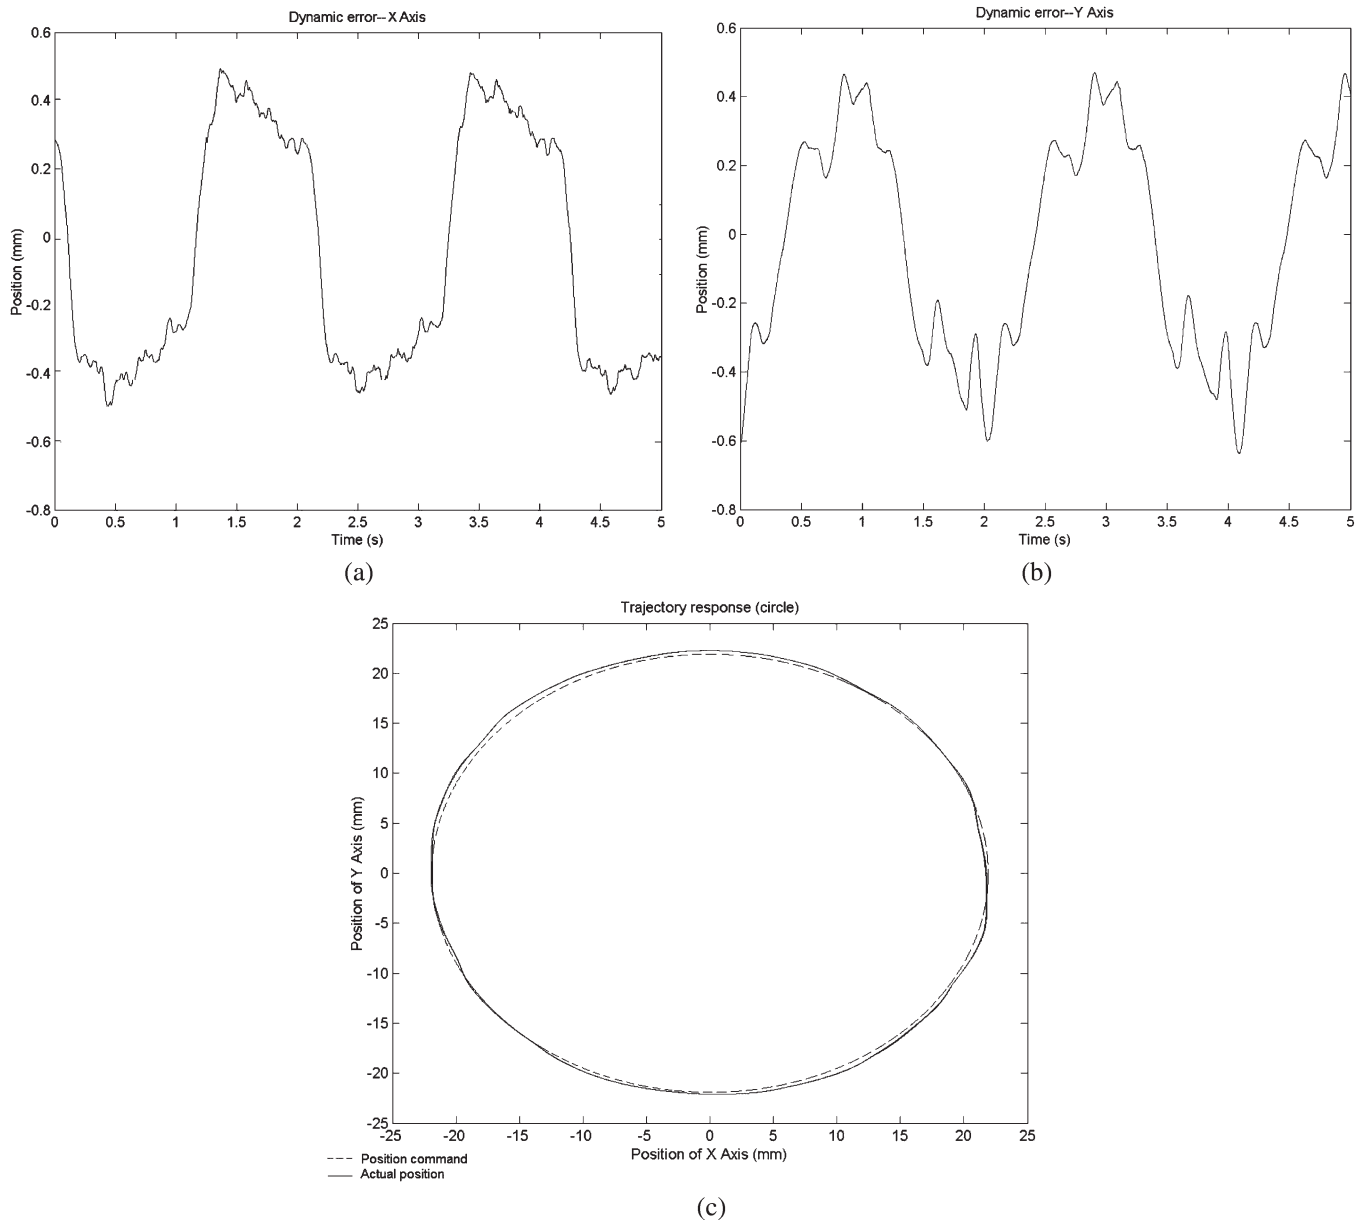 Dynamic error--X Axis
0.6
0.4
0.2
0
-0.2
-0.4
-0.6
-0.8
Position (mm)
0 0.5 1 1.5 2 2.5 3 3.5 4 4.5 5
Time (s)
(a)
Dynamic error--Y Axis
0.6
0.4
0.2
0
-0.2
-0.4
-0.6
-0.8
Position (mm)
0 0.5 1 1.5 2 2.5 3 3.5 4 4.5 5
Time (s)
(b)
Trajectory response (circle)
25
20
15
10
5
0
-5
-10
-15
-20
-25
Position of Y Axis (mm)
-25 -20 -15 -10 -5 0 5 10 15 20 25
Position of X Axis (mm)
Position command
Actual position
(c)